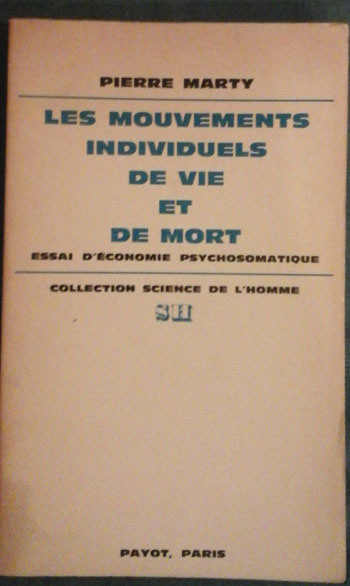 PIERRE MARTY
LES MOUVEMENTS
INDIVIDUELS
DE VIE
ET
DE MORT
ESSAI D'ÉCONOMIE PSYCHOSOMATIQUE
COLLECTION SCIENCE DE L'HOMME
SH
PAYOT, PARIS